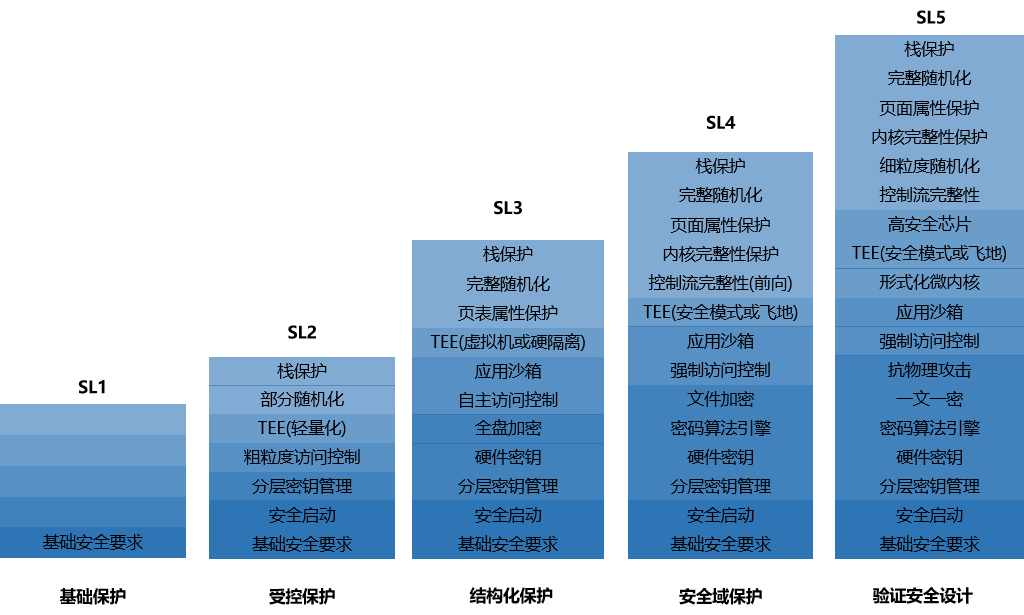 SL1
基础安全要求
基础保护
SL2
栈保护
部分随机化
TEE(轻量化)
粗粒度访问控制
分层密钥管理
安全启动
基础安全要求
受控保护
SL3
栈保护
完整随机化
页表属性保护
TEE(虚拟机或硬隔离)
应用沙箱
自主访问控制
全盘加密
硬件密钥
分层密钥管理
安全启动
基础安全要求
结构化保护
SL4
栈保护
完整随机化
页面属性保护
内核完整性保护
控制流完整性(前向)
TEE(安全模式或飞地)
应用沙箱
强制访问控制
文件加密
密码算法引擎
硬件密钥
分层密钥管理
安全启动
基础安全要求
安全域保护
SL5
栈保护
完整随机化
页面属性保护
内核完整性保护
细粒度随机化
控制流完整性
高安全芯片
TEE(安全模式或飞地)
形式化微内核
应用沙箱
强制访问控制
抗物理攻击
一文一密
密码算法引擎
硬件密钥
分层密钥管理
安全启动
基础安全要求
验证安全设计